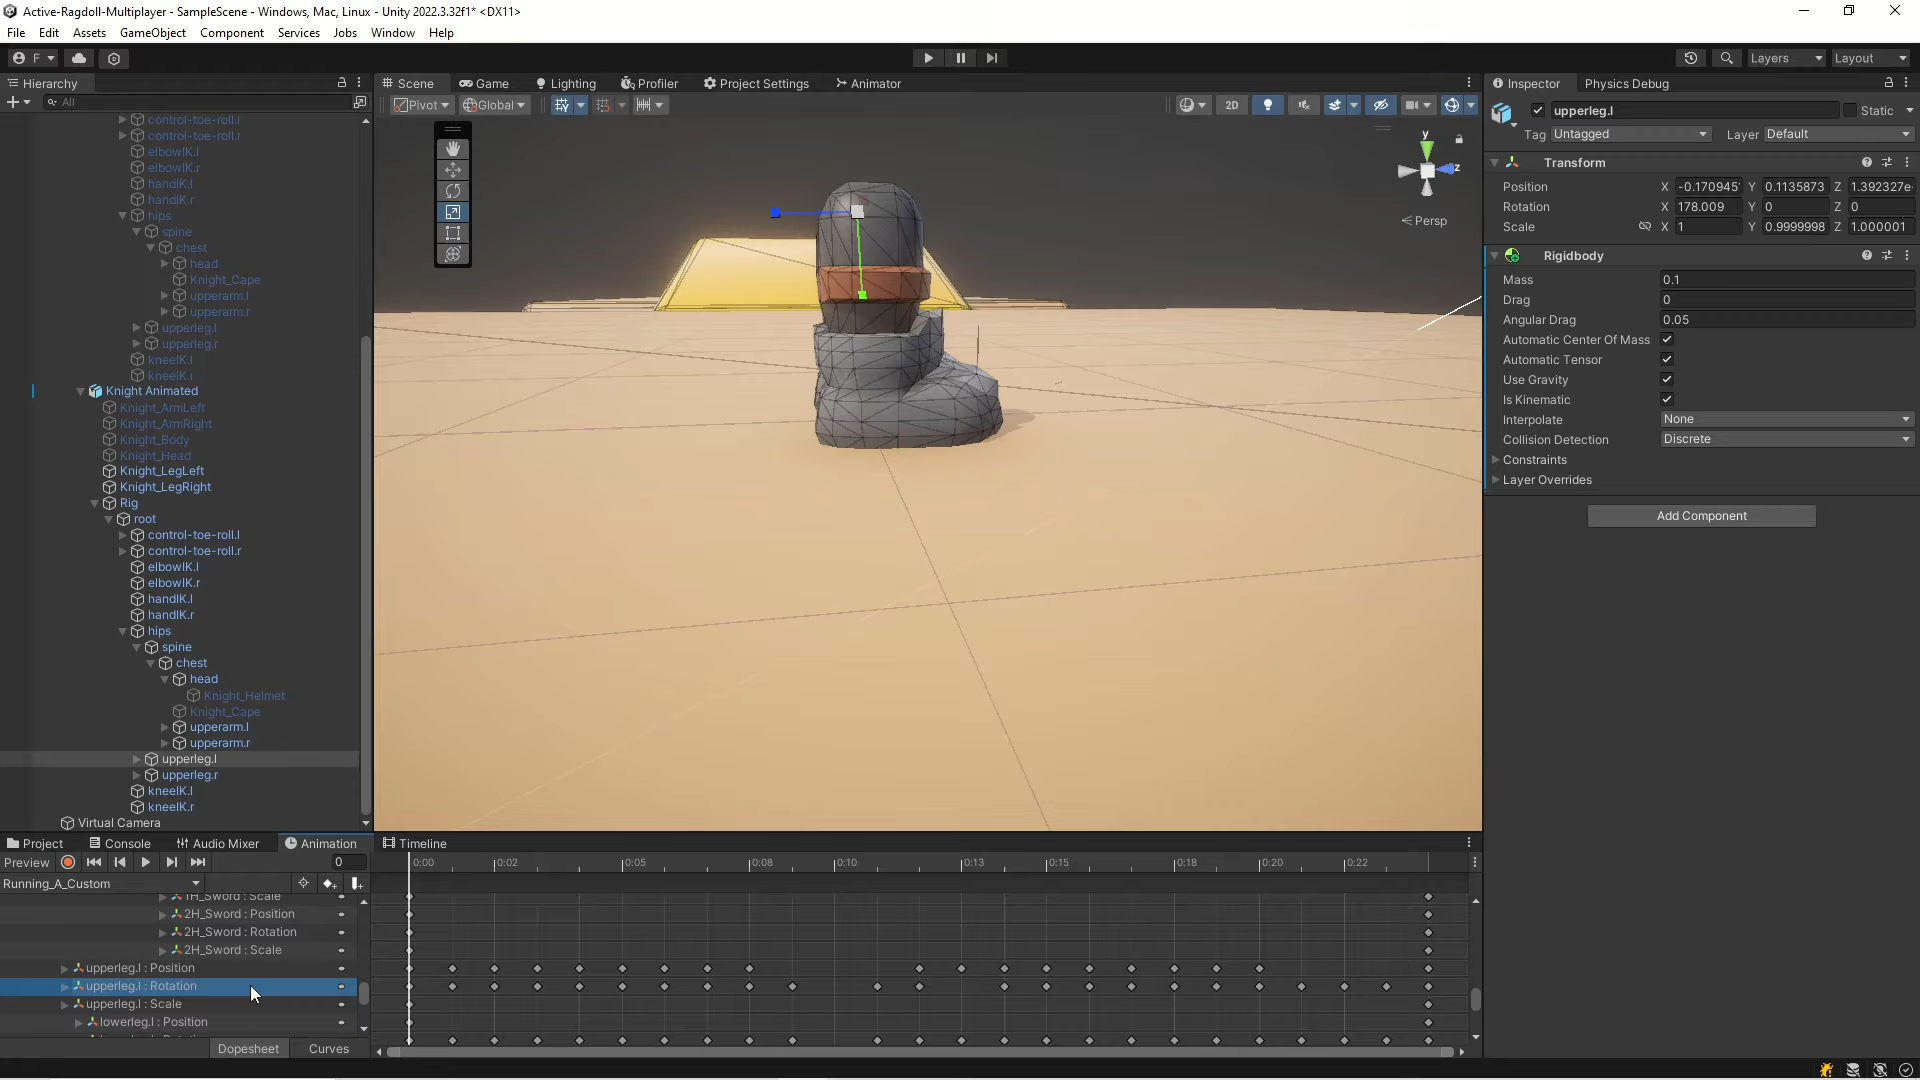 Active-Ragdoll-Multiplayer - SampleScene - Windows, Mac, Linux - Unity 2022.3.32f1* <DX11>
File Edit Assets GameObject Component Services Jobs Window Help
F Layers Layout
Hierarchy
All
control-toe-roll.l
control-toe-roll.r
elbowIK.l
elbowIK.r
handIK.l
handIK.r
hips
spine
chest
head
Knight_Cape
upperarm.l
upperarm.r
upperleg.l
upperleg.r
kneeIK.l
kneeIK.r
Knight Animated
Knight_ArmLeft
Knight_ArmRight
Knight_Body
Knight_Head
Knight_LegLeft
Knight_LegRight
Rig
root
control-toe-roll.l
control-toe-roll.r
elbowIK.l
elbowIK.r
handIK.l
handIK.r
hips
spine
chest
head
Knight_Helmet
Knight_Cape
upperarm.l
upperarm.r
upperleg.l
upperleg.r
kneeIK.l
kneeIK.r
Virtual Camera
Scene Game Lighting Profiler Project Settings Animator
Pivot Global 2D
y
z
Persp
Inspector Physics Debug
upperleg.l Static
Tag Untagged Layer Default
Transform
Position X -0.170945 Y 0.1135873 Z 1.392327e-
Rotation X 178.009 Y 0 Z 0
Scale X 1 Y 0.9999998 Z 1.000001
Rigidbody
Mass 0.1
Drag 0
Angular Drag 0.05
Automatic Center Of Mass
Automatic Tensor
Use Gravity
Is Kinematic
Interpolate None
Collision Detection Discrete
Constraints
Layer Overrides
Add Component
Project Console Audio Mixer Animation Timeline
Preview 0 0:00 0:02 0:05 0:08 0:10 0:13 0:15 0:18 0:20 0:22
Running_A_Custom
1H_Sword : Scale
2H_Sword : Position
2H_Sword : Rotation
2H_Sword : Scale
upperleg.l : Position
upperleg.l : Rotation
upperleg.l : Scale
lowerleg.l : Position
Dopesheet Curves